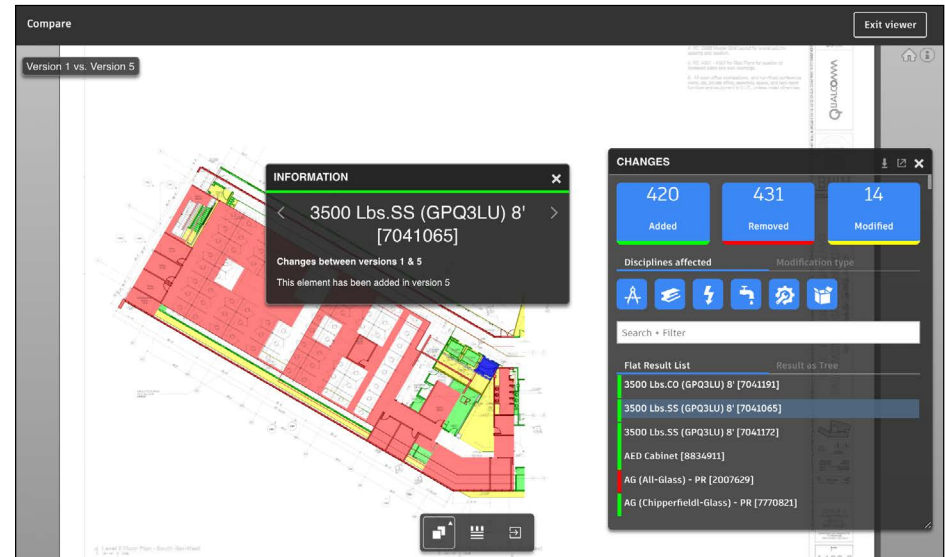 Compare
Exit viewer
Version 1 vs. Version 5
QUALCOMM
INFORMATION
3500 Lbs.SS (GPQ3LU) 8'
[7041065]
Changes between versions 1 & 5
This element has been added in version 5
CHANGES
420
431
14
Added
Removed
Modified
Disciplines affected
Modification type
Search + Filter
Flat Result List
Result as Tree
3500 Lbs.CO (GPQ3LU) 8' [7041191]
3500 Lbs.SS (GPQ3LU) 8' [7041065]
3500 Lbs.SS (GPQ3LU) 8' [7041172]
AED Cabinet [8834911]
AG (All-Glass) - PR [2007629]
AG (Chipperfieldl-Glass) - PR [7770821]